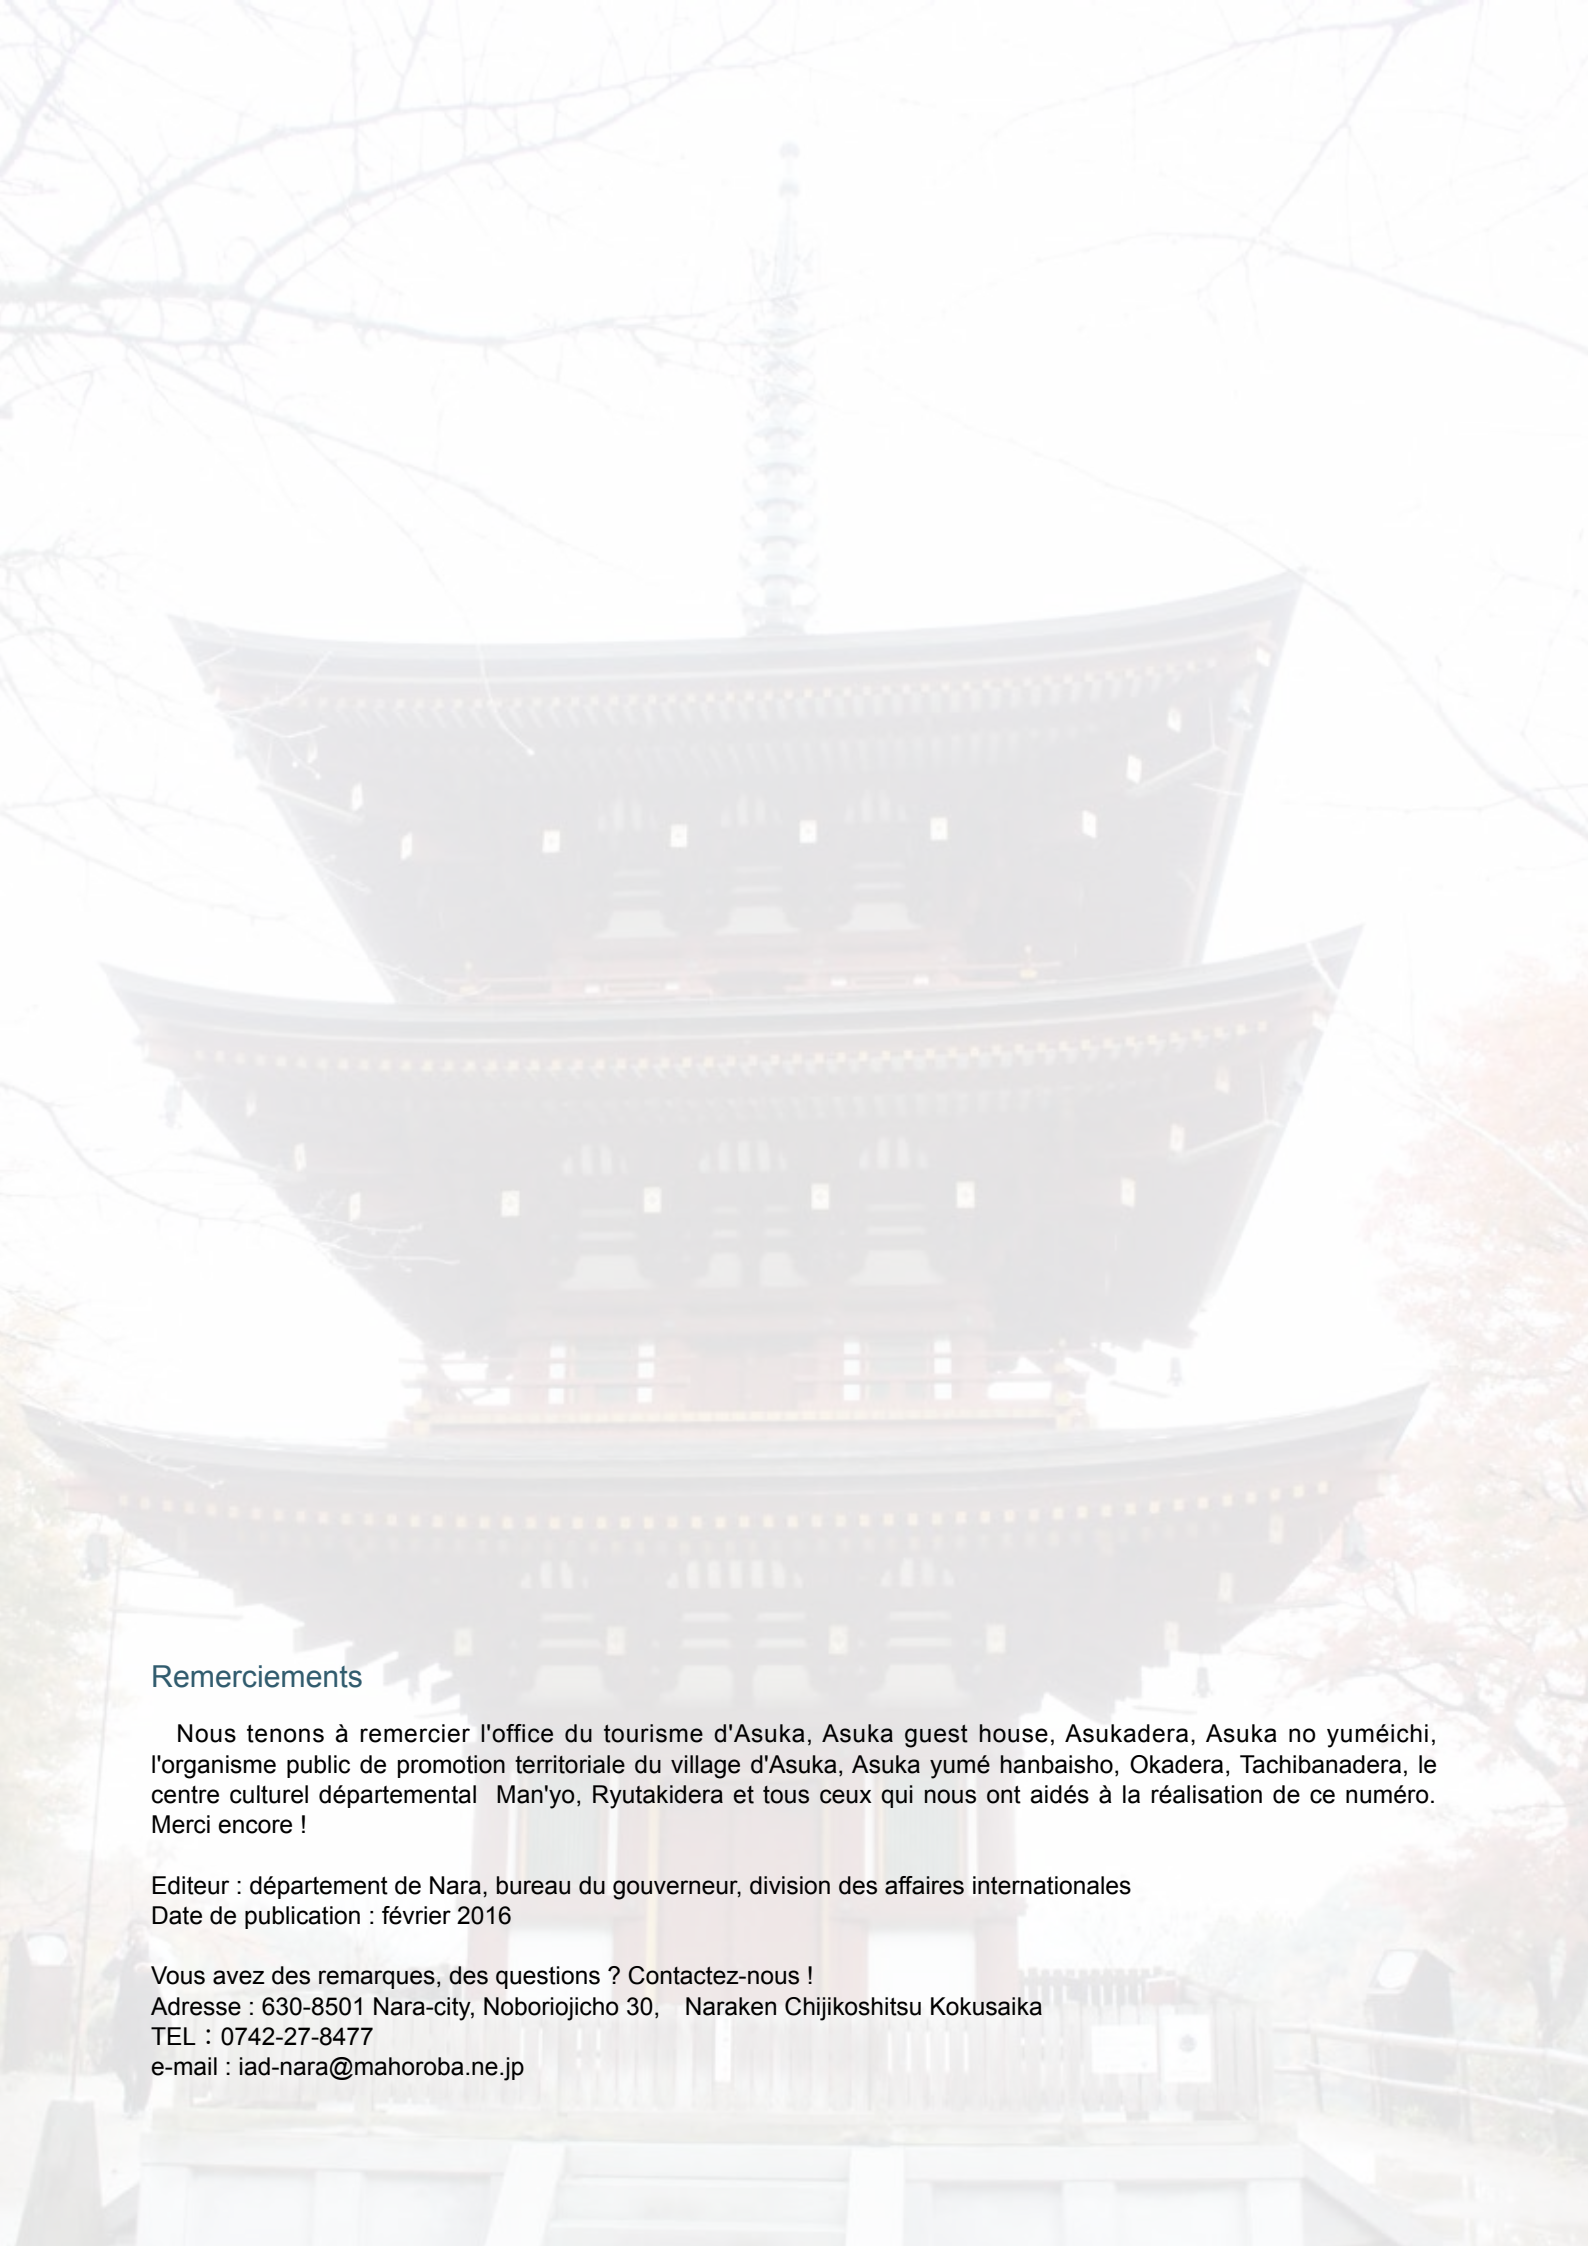 Remerciements
Nous tenons à remercier l'office du tourisme d'Asuka, Asuka guest house, Asukadera, Asuka no yuméichi,
l'organisme public de promotion territoriale du village d'Asuka, Asuka yumé hanbaisho, Okadera, Tachibanadera, le
centre culturel départemental  Man'yo, Ryutakidera et tous ceux qui nous ont aidés à la réalisation de ce numéro.
Merci encore !
Editeur : département de Nara, bureau du gouverneur, division des affaires internationales
Date de publication : février 2016
Vous avez des remarques, des questions ? Contactez-nous !
Adresse : 630-8501 Nara-city, Noboriojicho 30,　Naraken Chijikoshitsu Kokusaika
TEL：0742-27-8477
e-mail : iad-nara@mahoroba.ne.jp